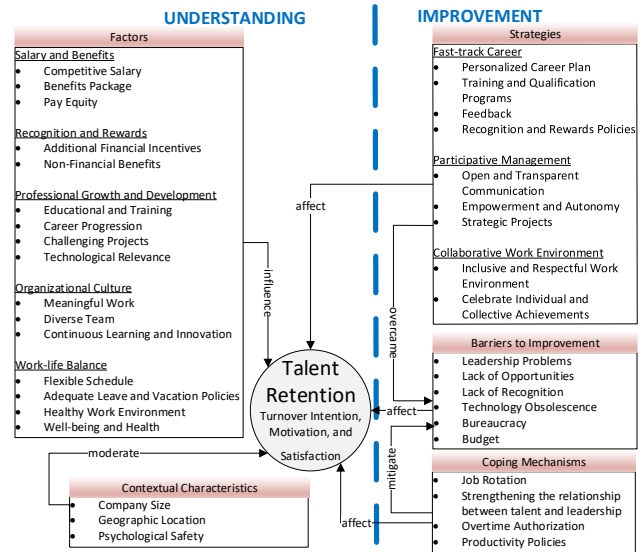 UNDERSTANDING
IMPROVEMENT
Factors
Salary and Benefits
• Competitive Salary
• Benefits Package
• Pay Equity
Recognition and Rewards
• Additional Financial Incentives
• Non-Financial Benefits
Professional Growth and Development
• Educational and Training
• Career Progression
• Challenging Projects
• Technological Relevance
Organizational Culture
• Meaningful Work
• Diverse Team
• Continuous Learning and Innovation
Work-life Balance
• Flexible Schedule
• Adequate Leave and Vacation Policies
• Healthy Work Environment
• Well-being and Health
influence
moderate
Contextual Characteristics
• Company Size
• Geographic Location
• Psychological Safety
Talent
Retention
Turnover Intention,
Motivation, and
Satisfaction
affect
affect
affect
overcame
mitigate
Strategies
Fast-track Career
• Personalized Career Plan
• Training and Qualification
Programs
• Feedback
• Recognition and Rewards Policies
Participative Management
• Open and Transparent
Communication
• Empowerment and Autonomy
• Strategic Projects
Collaborative Work Environment
• Inclusive and Respectful Work
Environment
• Celebrate Individual and
Collective Achievements
Barriers to Improvement
• Leadership Problems
• Lack of Opportunities
• Lack of Recognition
• Technology Obsolescence
• Bureaucracy
• Budget
Coping Mechanisms
• Job Rotation
• Strengthening the relationship
between talent and leadership
• Overtime Authorization
• Productivity Policies